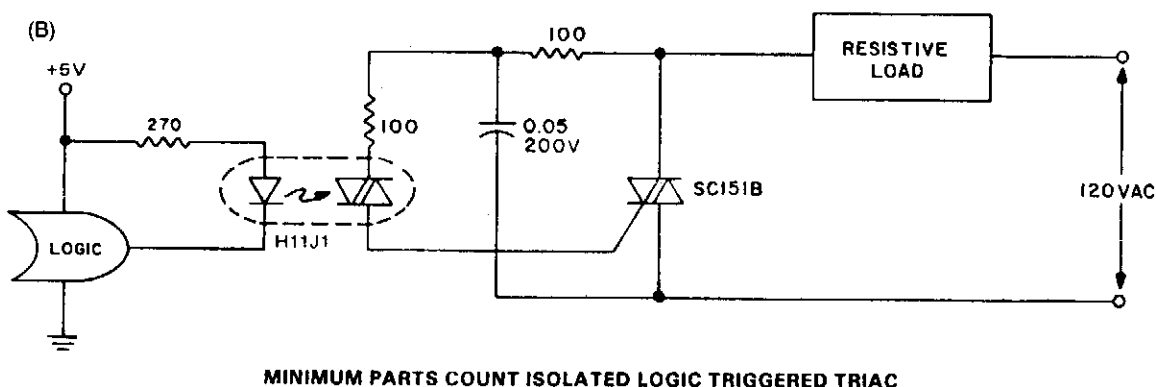 (B)
+5V
270
100
100
0.05
200V
RESISTIVE
LOAD
SC151B
120VAC
LOGIC
H11J1
MINIMUM PARTS COUNT ISOLATED LOGIC TRIGGERED TRIAC